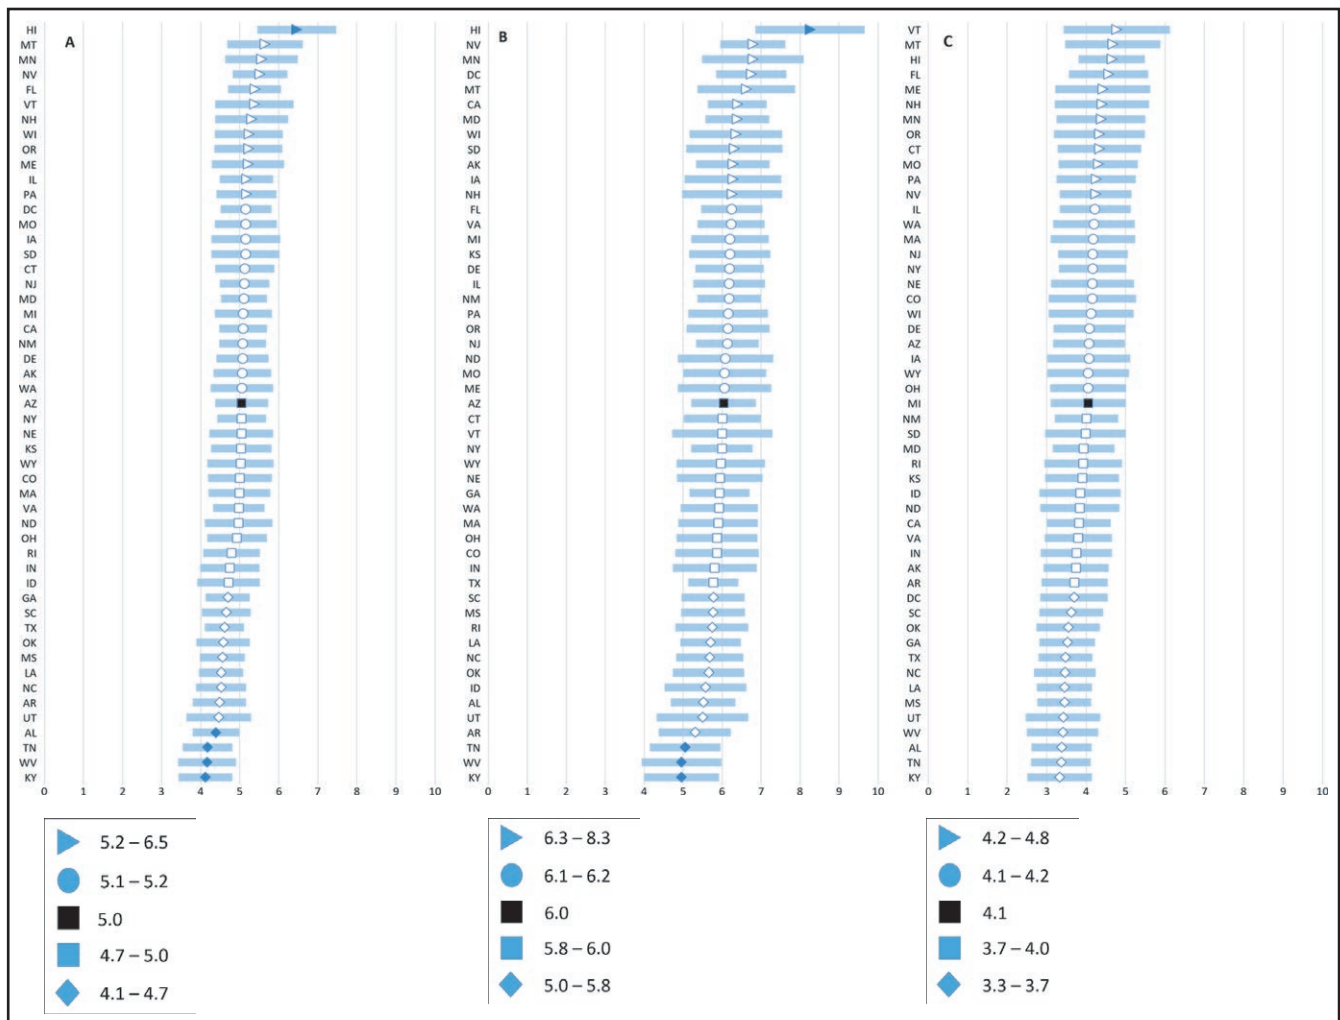 A
HI
MT
MN
NV
FL
VT
NH
WI
OR
ME
IL
PA
DC
MO
IA
SD
CT
NJ
MD
MI
CA
NM
DE
AK
WA
AZ
NY
NE
KS
WY
CO
MA
VA
ND
OH
RI
IN
ID
GA
SC
TX
OK
MS
LA
NC
AR
UT
AL
TN
WV
KY
0 1 2 3 4 5 6 7 8 9 10
5.2 – 6.5
5.1 – 5.2
5.0
4.7 – 5.0
4.1 – 4.7
B
HI
NV
MN
DC
MT
CA
MD
WI
SD
AK
IA
NH
FL
VA
MI
KS
DE
IL
NM
PA
OR
NJ
ND
MO
ME
AZ
CT
VT
NY
WY
NE
GA
WA
MA
OH
CO
IN
TX
SC
MS
RI
LA
NC
OK
ID
AL
UT
AR
TN
WV
KY
0 1 2 3 4 5 6 7 8 9 10
6.3 – 8.3
6.1 – 6.2
6.0
5.8 – 6.0
5.0 – 5.8
C
VT
MT
HI
FL
ME
NH
MN
OR
CT
MO
PA
NV
IL
WA
MA
NJ
NY
NE
CO
WI
DE
AZ
IA
WY
OH
MI
NM
SD
MD
RI
KS
ID
ND
CA
VA
IN
AK
AR
DC
SC
OK
GA
TX
NC
LA
MS
UT
WV
AL
TN
KY
0 1 2 3 4 5 6 7 8 9 10
4.2 – 4.8
4.1 – 4.2
4.1
3.7 – 4.0
3.3 – 3.7